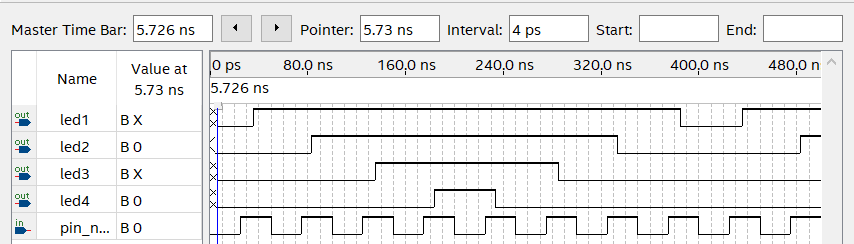 Master Time Bar: 5.726 ns Pointer: 5.73 ns Interval: 4 ps Start: End:
Name
Value at
5.73 ns
0 ps 80.0 ns 160.0 ns 240.0 ns 320.0 ns 400.0 ns 480.0 n
5.726 ns
out led1 B X
out led2 B 0
out led3 B X
out led4 B 0
in pin_n... B 0